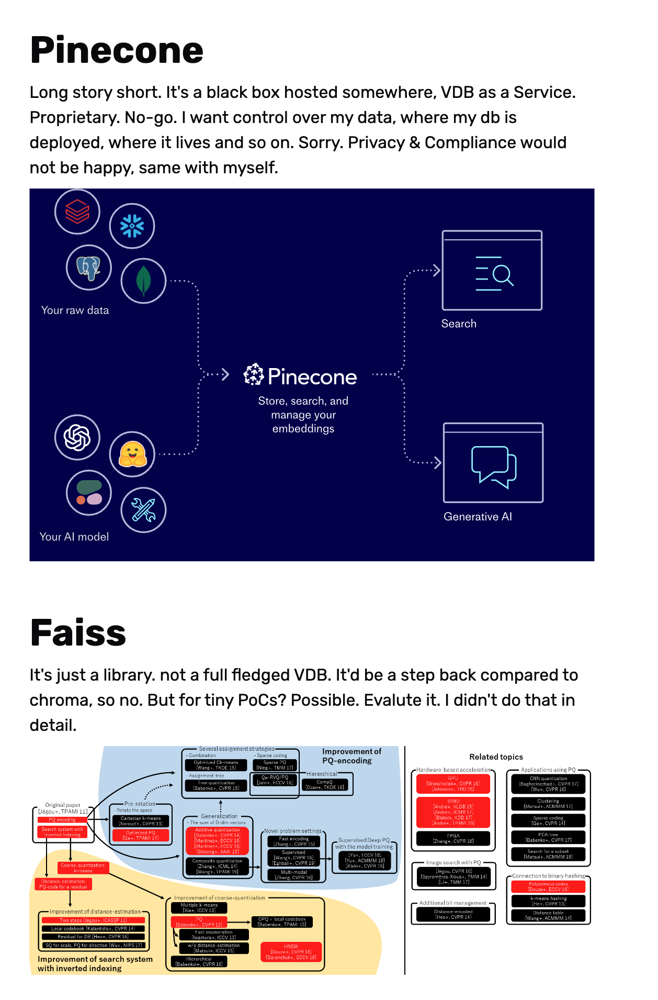 Pinecone
Long story short. It's a black box hosted somewhere, VDB as a Service.
Proprietary. No-go. I want control over my data, where my db is
deployed, where it lives and so on. Sorry. Privacy & Compliance would
not be happy, same with myself.
Your raw data
Search
Pinecone
Store, search, and
manage your
embeddings
Your AI model
Generative AI
Faiss
It's just a library. not a full fledged VDB. It'd be a step back compared to
chroma, so no. But for tiny PoCs? Possible. Evalute it. I didn't do that in
detail.
Improvement of
PQ-encoding
Several assignment strategies
- Combination
Optimized Ck-means
[Wang+, TKDE 15]
- Assignment tree
Tree quantization
[Babenko+, CVPR 15]
- Sparse coding
Sparse PQ
[Ning+, TMM 17]
Qα-RVQ/PQ
[Jain+, ECCV 16]
Hierarchical
CompQ
[Ozan+, TKDE 16]
Original paper
[Jégou+, TPAMI 11]
PQ encoding
Search system with
inverted indexing
Pre-rotation
- Rotate the space
Cartesian k-means
[Norouzi+, CVPR 13]
Optimized PQ
[Ge+, TPAMI 14]
Generalization
- The sum of D-dim vectors
Additive quantization
[Babenko+, CVPR 14]
[Martinez+, ECCV 16]
[Martinez+, ECCV 18]
[Shicong+, AAAI 15]
Composite quantization
[Zhang+, ICML 14]
[Wang+, TPAMI 19]
Novel problem settings
Fast encoding
[Zhang+, CVPR 15]
Supervised
[Wang+, CVPR 16]
[Eghbali+, CVPR 19]
Multi-modal
[Zhang, CVPR 16]
Supervised Deep PQ
with the model training
[Yu+, ECCV 18]
[Yu+, ACMMM 18]
[Klein+, CVPR 19]
Coarse-quantization:
k-means
Distance-estimation:
PQ-code for a residual
Improvement of distance-estimation
Two steps [Jégou+, ICASSP 11]
Local codebook [Kalantidis+, CVPR 14]
Residual for DB [Heo+, CVPR 16]
SQ for scale, PQ for direction [Wu+, NIPS 17]
Improvement of search system
with inverted indexing
Improvement of coarse-quantization
Multiple k-means
[Xia+, ICCV 13]
PQ
[Babenko+, CVPR 12]
OPQ + local codebook
[Babenko+, TPAMI 15]
Fast enumeration
[Iwamura+, ICCV 13]
w/o distance-estimation
[Matsui+, ICCV 15]
Hierarchical
[Babenkol+, CVPR 16]
HNSW
[Douze+, CVPR 18]
[Baranchuk+, ECCV 18]
Related topics
Hardware-based acceleration
GPU
[Wieschollek+, CVPR 16]
[Johnson+, TBD 20]
SIMD
[André+, VLDB 15]
[André+, ICMR 17]
[Blalock, KDD 17]
[André+, TPAMI 20]
FPGA
[Zhang+, CVPR 18]
Image search with PQ
[Jégou, CVPR 10]
[Spyromitros-Xious+, TMM 14]
[Li+, TMM 17]
Additional bit management
Distance-encoded
[Heo+, CVPR 14]
Applications using PQ
CNN quantization
[Bagherinezhad+, CVPR 17]
[Wu+, CVPR 16]
Clustering
[Matsui+, ACMMM 17]
Sparse coding
[Ge+, CVPR 14]
PCA-tree
[Babenko+, CVPR 17]
Search for a subset
[Matsui+, ACMMM 18]
Connection to binary hashing
Polysemous codes
[Douze+, ECCV 16]
k-means hashing
[He+, CVPR 13]
Distance table
[Wang+, ACMMM 14]